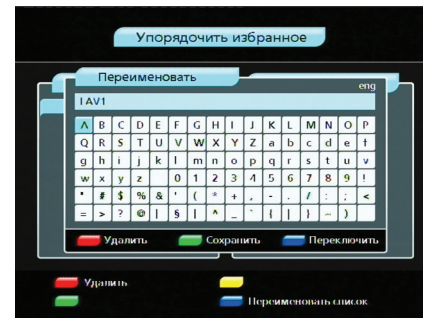 Упорядочить избранное
Переименовать
eng
I AV1
A B C D E F G H I J K L M N O P
Q R S T U V W X Y Z a b c d e f
g h i j k l m n o p q r s t u v
w x y z 0 1 2 3 4 5 6 7 8 9 !
" # $ % & ' ( * + , - . / : ; <
= > ? @ [ § ] ^ _ ` { | } ~ )
Удалить Сохранить Переключить
Удалить
Переименовать список